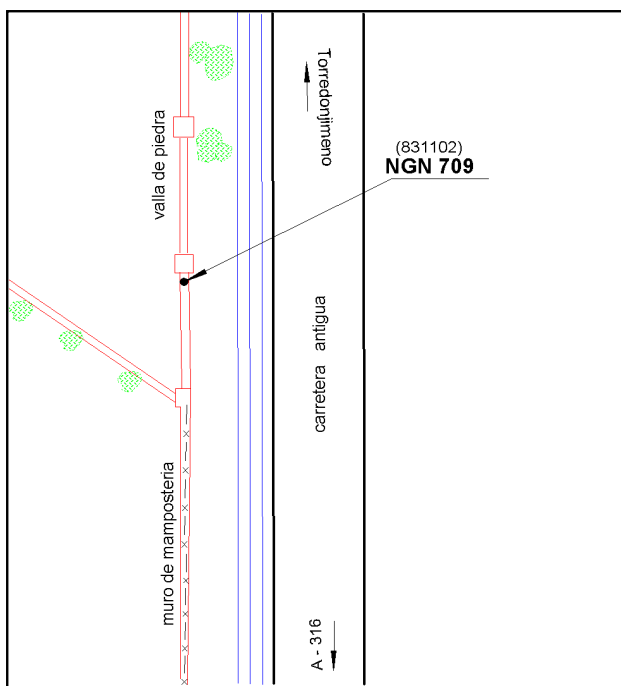 Torredonjimeno
valla de piedra
(831102)
NGN 709
carretera antigua
muro de mamposteria
A - 316